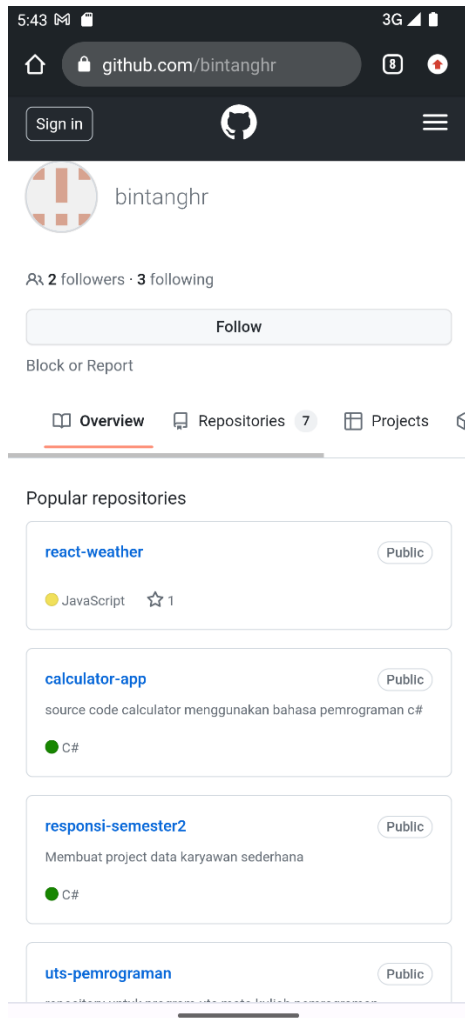 5:43 3G
github.com/bintanghr 8
Sign in
bintanghr
2 followers · 3 following
Follow
Block or Report
Overview Repositories 7 Projects
Popular repositories
react-weather Public
JavaScript 1
calculator-app Public
source code calculator menggunakan bahasa pemrograman c#
C#
responsi-semester2 Public
Membuat project data karyawan sederhana
C#
uts-pemrograman Public